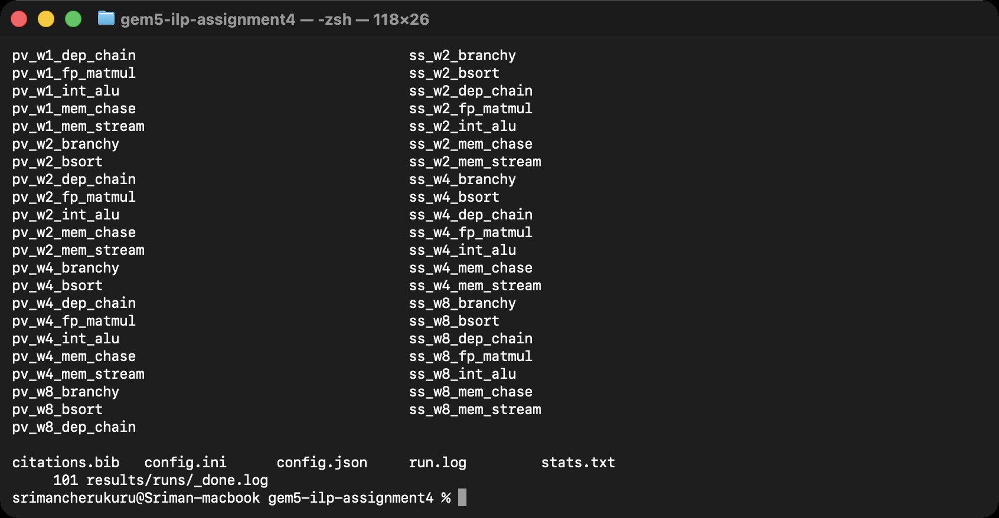 gem5-ilp-assignment4 — -zsh — 118×26
pv_w1_dep_chain ss_w2_branchy
pv_w1_fp_matmul ss_w2_bsort
pv_w1_int_alu ss_w2_dep_chain
pv_w1_mem_chase ss_w2_fp_matmul
pv_w1_mem_stream ss_w2_int_alu
pv_w2_branchy ss_w2_mem_chase
pv_w2_bsort ss_w2_mem_stream
pv_w2_dep_chain ss_w4_branchy
pv_w2_fp_matmul ss_w4_bsort
pv_w2_int_alu ss_w4_dep_chain
pv_w2_mem_chase ss_w4_fp_matmul
pv_w2_mem_stream ss_w4_int_alu
pv_w4_branchy ss_w4_mem_chase
pv_w4_bsort ss_w4_mem_stream
pv_w4_dep_chain ss_w8_branchy
pv_w4_fp_matmul ss_w8_bsort
pv_w4_int_alu ss_w8_dep_chain
pv_w4_mem_chase ss_w8_fp_matmul
pv_w4_mem_stream ss_w8_int_alu
pv_w8_branchy ss_w8_mem_chase
pv_w8_bsort ss_w8_mem_stream
pv_w8_dep_chain
citations.bib config.ini config.json run.log stats.txt
101 results/runs/_done.log
srimancherukuru@Sriman-macbook gem5-ilp-assignment4 %